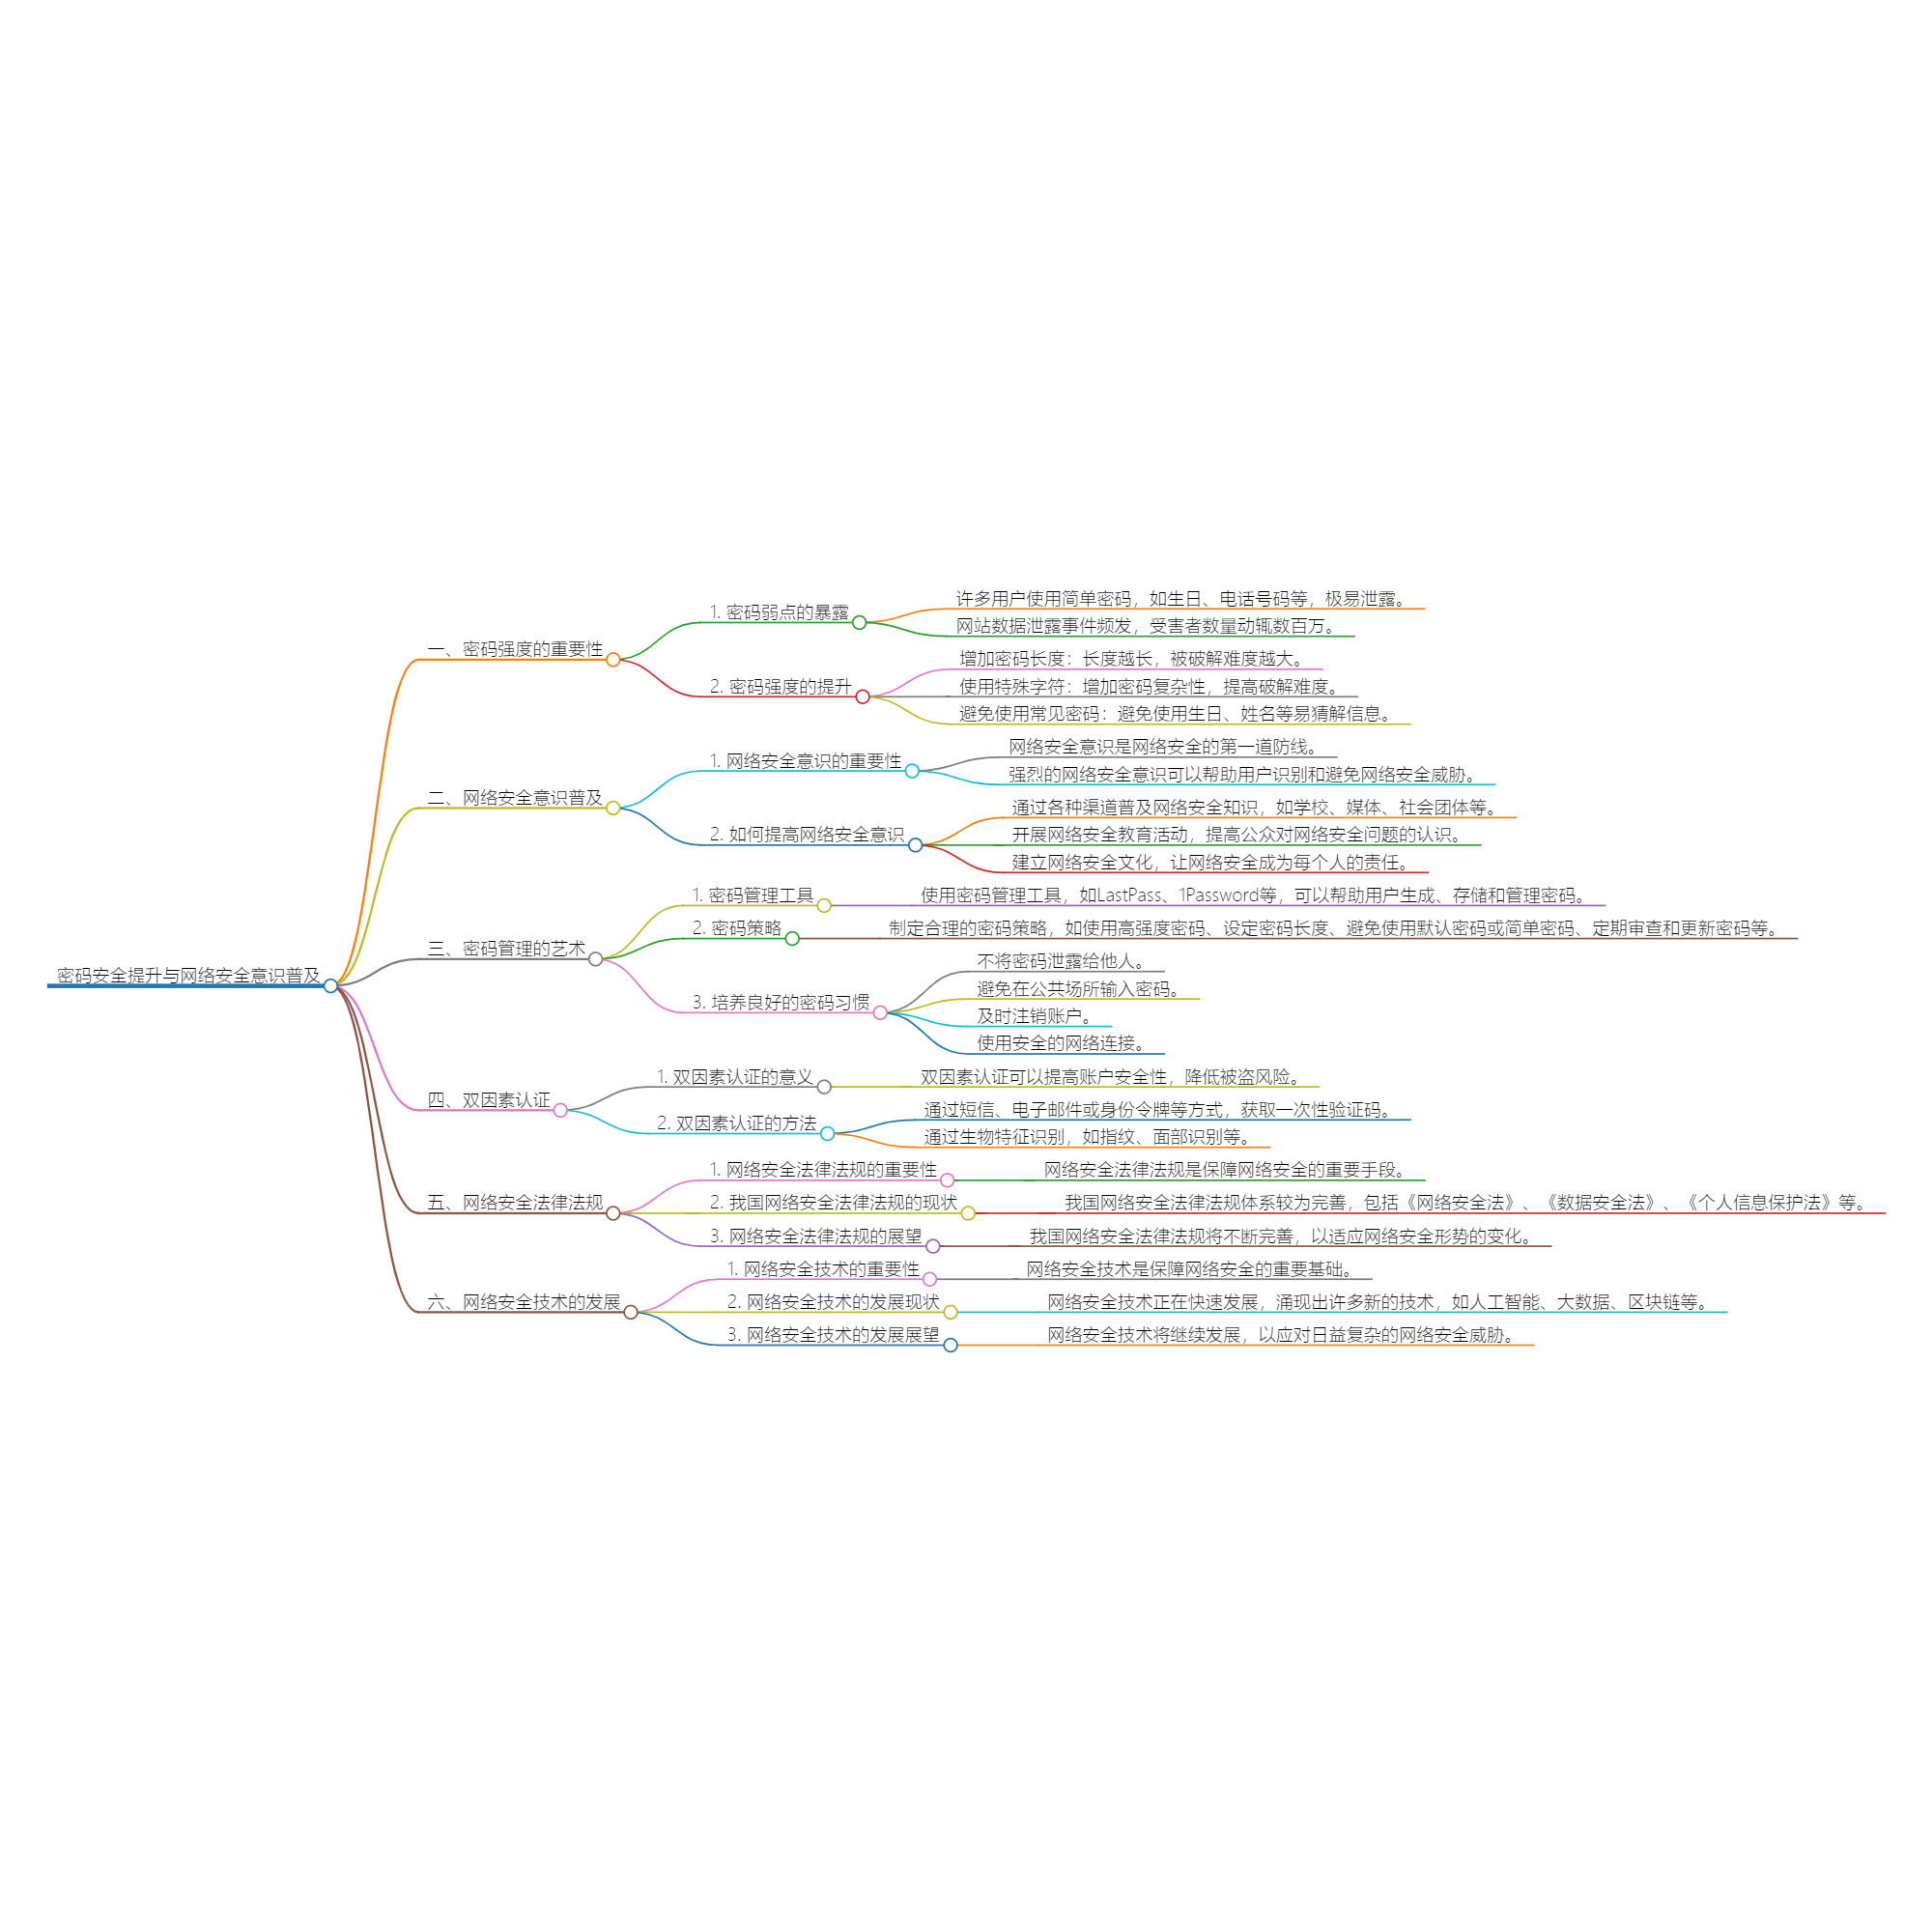 密码安全提升与网络安全意识普及
一、密码强度的重要性
1. 密码弱点的暴露
许多用户使用简单密码，如生日、电话号码等，极易泄露。
网站数据泄露事件频发，受害者数量动辄数百万。
2. 密码强度的提升
增加密码长度：长度越长，被破解难度越大。
使用特殊字符：增加密码复杂性，提高破解难度。
避免使用常见密码：避免使用生日、姓名等易猜解信息。
二、网络安全意识普及
1. 网络安全意识的重要性
网络安全意识是网络安全的第一道防线。
强烈的网络安全意识可以帮助用户识别和避免网络安全威胁。
2. 如何提高网络安全意识
通过各种渠道普及网络安全知识，如学校、媒体、社会团体等。
开展网络安全教育活动，提高公众对网络安全问题的认识。
建立网络安全文化，让网络安全成为每个人的责任。
三、密码管理的艺术
1. 密码管理工具
使用密码管理工具，如LastPass、1Password等，可以帮助用户生成、存储和管理密码。
2. 密码策略
制定合理的密码策略，如使用高强度密码、设定密码长度、避免使用默认密码或简单密码、定期审查和更新密码等。
3. 培养良好的密码习惯
不将密码泄露给他人。
避免在公共场所输入密码。
及时注销账户。
使用安全的网络连接。
四、双因素认证
1. 双因素认证的意义
双因素认证可以提高账户安全性，降低被盗风险。
2. 双因素认证的方法
通过短信、电子邮件或身份令牌等方式，获取一次性验证码。
通过生物特征识别，如指纹、面部识别等。
五、网络安全法律法规
1. 网络安全法律法规的重要性
网络安全法律法规是保障网络安全的重要手段。
2. 我国网络安全法律法规的现状
我国网络安全法律法规体系较为完善，包括《网络安全法》、《数据安全法》、《个人信息保护法》等。
3. 网络安全法律法规的展望
我国网络安全法律法规将不断完善，以适应网络安全形势的变化。
六、网络安全技术的发展
1. 网络安全技术的重要性
网络安全技术是保障网络安全的重要基础。
2. 网络安全技术的发展现状
网络安全技术正在快速发展，涌现出许多新的技术，如人工智能、大数据、区块链等。
3. 网络安全技术的发展展望
网络安全技术将继续发展，以应对日益复杂的网络安全威胁。